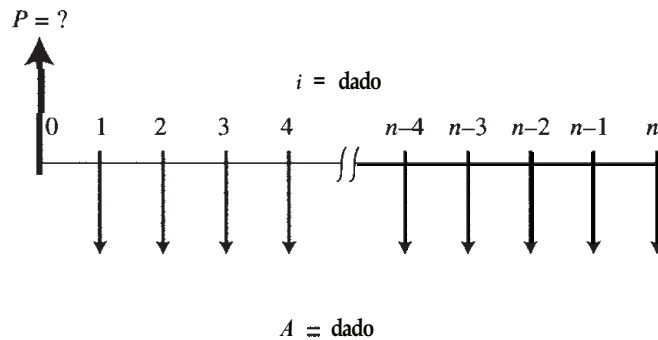 P = ?
i = dado
0 1 2 3 4 n–4 n–3 n–2 n–1 n
A = dado